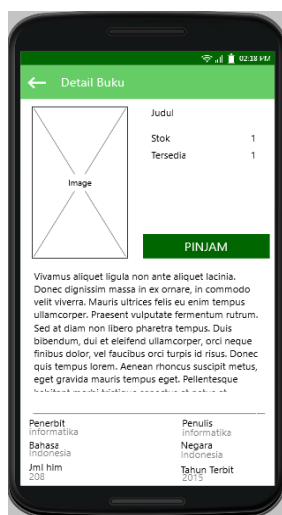 02:18 PM
Detail Buku
Judul
Stok 1
Tersedia 1
Image
PINJAM
Vivamus aliquet ligula non ante aliquet lacinia.
Donec dignissim massa in ex ornare, in commodo
velit viverra. Mauris ultrices felis eu enim tempus
ullamcorper. Praesent vulputate fermentum rutrum.
Sed at diam non libero pharetra tempus. Duis
bibendum, dui et eleifend ullamcorper, orci neque
finibus dolor, vel faucibus orci turpis id risus. Donec
quis tempus lorem. Aenean rhoncus suscipit metus,
eget gravida mauris tempus eget. Pellentesque
Penerbit Penulis
informatika informatika
Bahasa Negara
Indonesia Indonesia
Jml hlm Tahun Terbit
208 2015